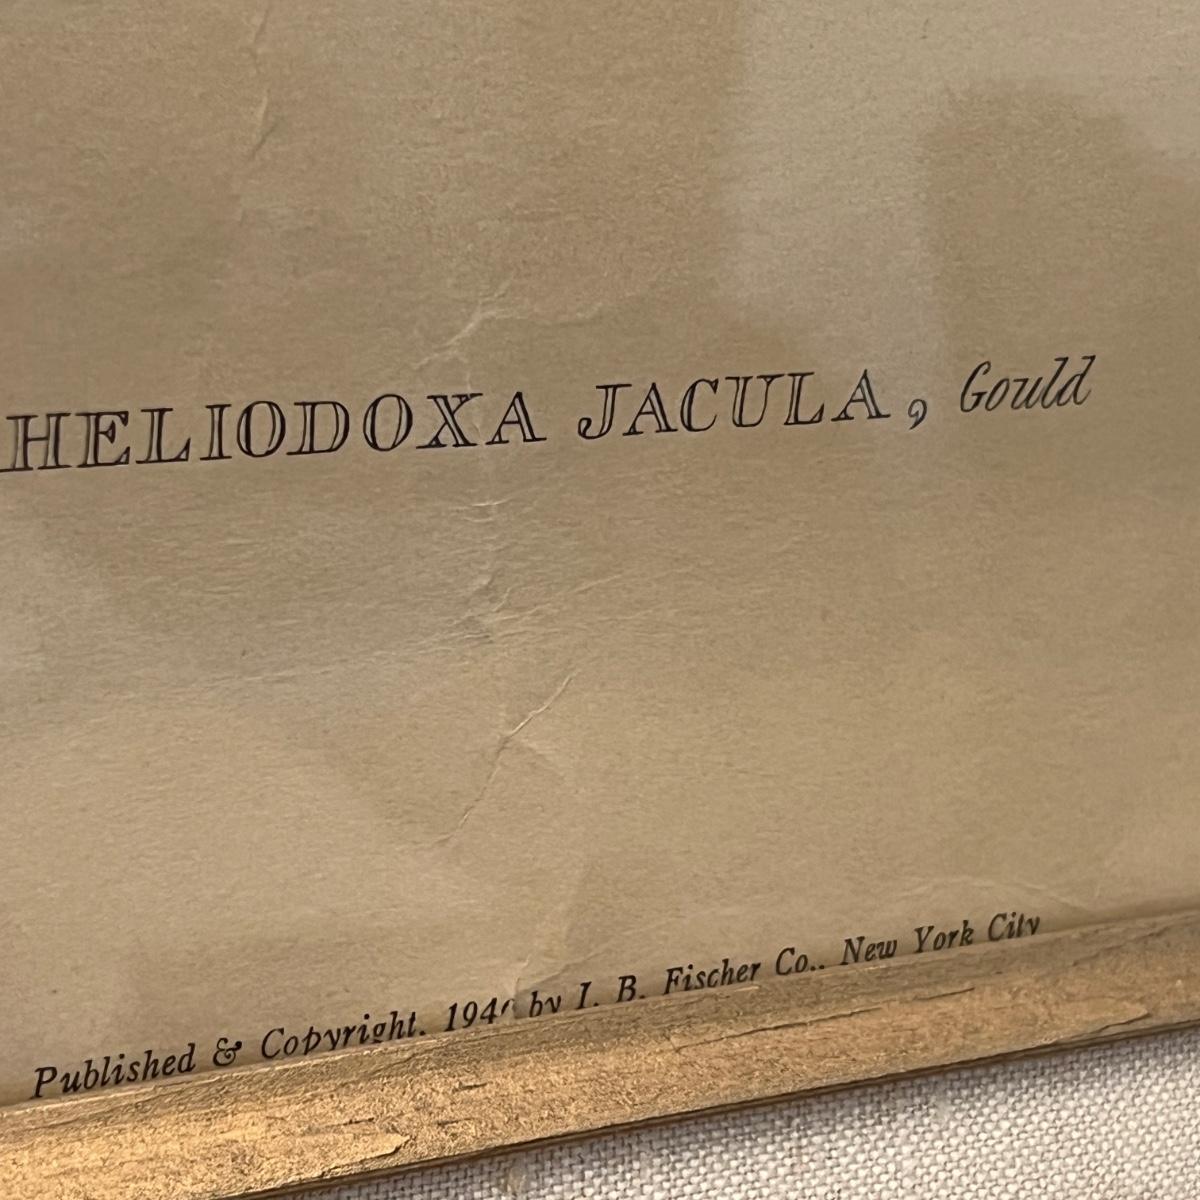 HELIODOXA JACULA, Gould
Published & Copyright. by I. B. Fischer Co., New York City